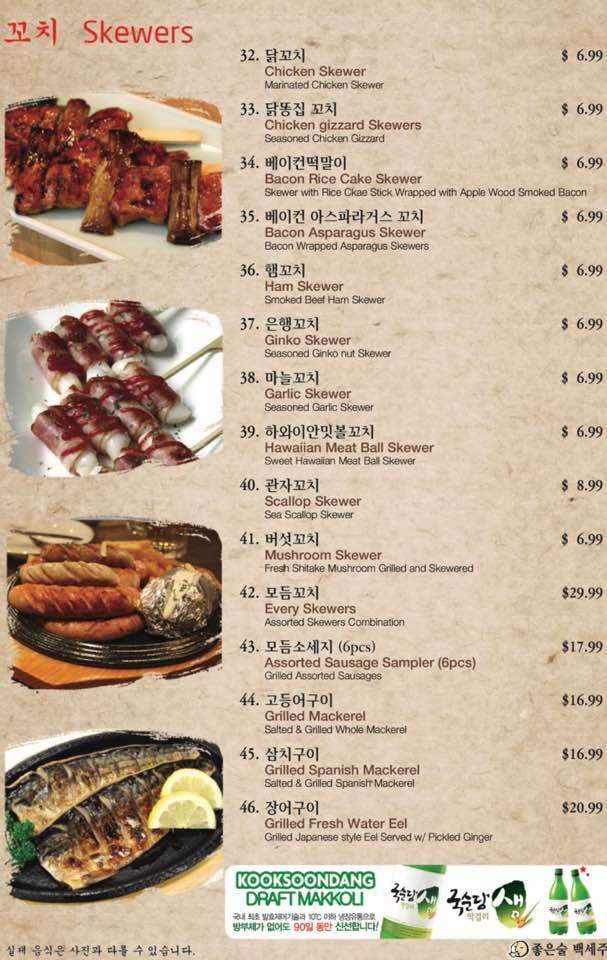 꼬치 Skewers
32. 닭꼬치 $ 6.99
Chicken Skewer
Marinated Chicken Skewer
33. 닭똥집 꼬치 $ 6.99
Chicken gizzard Skewers
Seasoned Chicken Gizzard
34. 베이컨떡말이 $ 6.99
Bacon Rice Cake Skewer
Skewer with Rice Ckae Stick Wrapped with Apple Wood Smoked Bacon
35. 베이컨 아스파라거스 꼬치 $ 6.99
Bacon Asparagus Skewer
Bacon Wrapped Asparagus Skewers
36. 햄꼬치 $ 6.99
Ham Skewer
Smoked Beef Ham Skewer
37. 은행꼬치 $ 6.99
Ginko Skewer
Seasoned Ginko nut Skewer
38. 마늘꼬치 $ 6.99
Garlic Skewer
Seasoned Garlic Skewer
39. 하와이안밋볼꼬치 $ 6.99
Hawaiian Meat Ball Skewer
Sweet Hawaiian Meat Ball Skewer
40. 관자꼬치 $ 8.99
Scallop Skewer
Sea Scallop Skewer
41. 버섯꼬치 $ 6.99
Mushroom Skewer
Fresh Shitake Mushroom Grilled and Skewered
42. 모듬꼬치 $29.99
Every Skewers
Assorted Skewers Combination
43. 모듬소세지 (6pcs) $17.99
Assorted Sausage Sampler (6pcs)
Grilled Assorted Sausages
44. 고등어구이 $16.99
Grilled Mackerel
Salted & Grilled Whole Mackerel
45. 삼치구이 $16.99
Grilled Spanish Mackerel
Salted & Grilled Spanish Mackerel
46. 장어구이 $20.99
Grilled Fresh Water Eel
Grilled Japanese style Eel Served w/ Pickled Ginger
KOOKSOONDANG
DRAFT MAKKOLI
국내 최초 발효제어기술과 10℃ 이하 냉장유통으로
방부제가 없어도 90일 동안 신선합니다!
국순당 생
막걸리
국순당 생
막걸리
실제 음식은 사진과 다를 수 있습니다.
좋은술 백세주